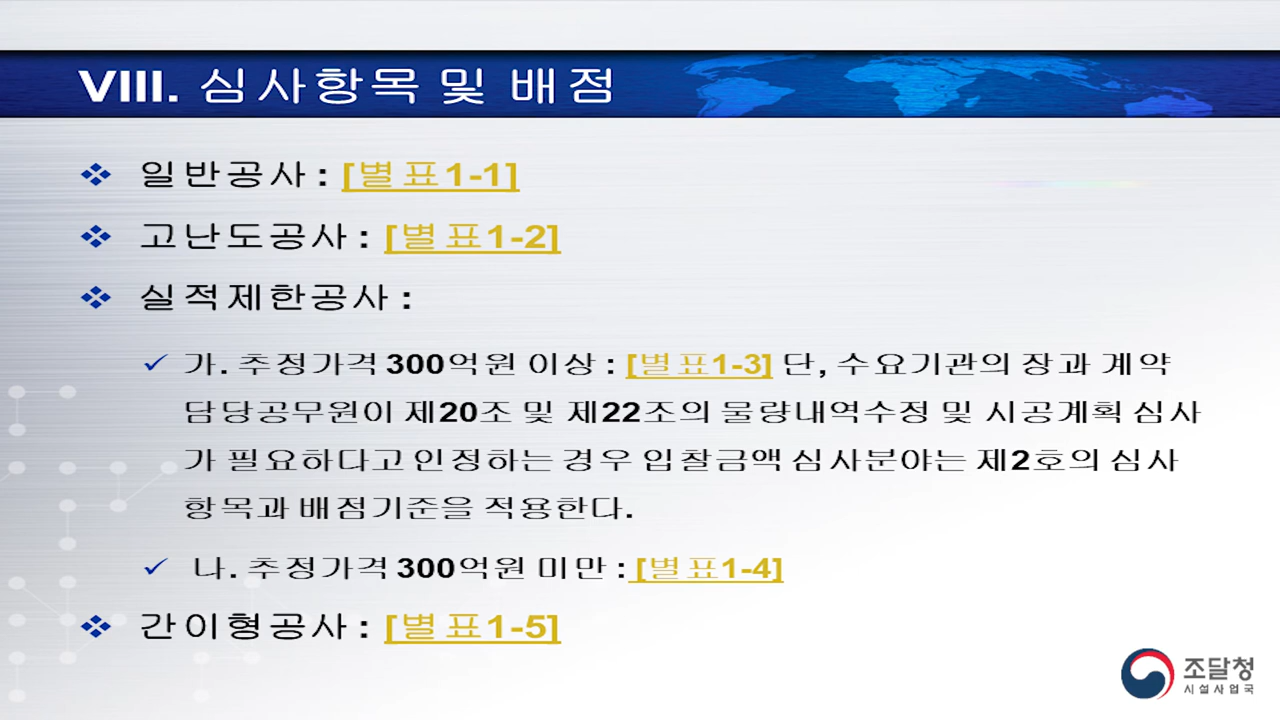 VIII. 심사항목 및 배점
일반공사 : [별표1-1]
고난도공사 : [별표1-2]
실적제한공사 :
가. 추정가격 300억원 이상 : [별표1-3] 단, 수요기관의 장과 계약
담당공무원이 제20조 및 제22조의 물량내역수정 및 시공계획 심사
가 필요하다고 인정하는 경우 입찰금액 심사분야는 제2호의 심사
항목과 배점기준을 적용한다.
나. 추정가격 300억원 미만 : [별표1-4]
간이형공사 : [별표1-5]
조달청
시설사업국